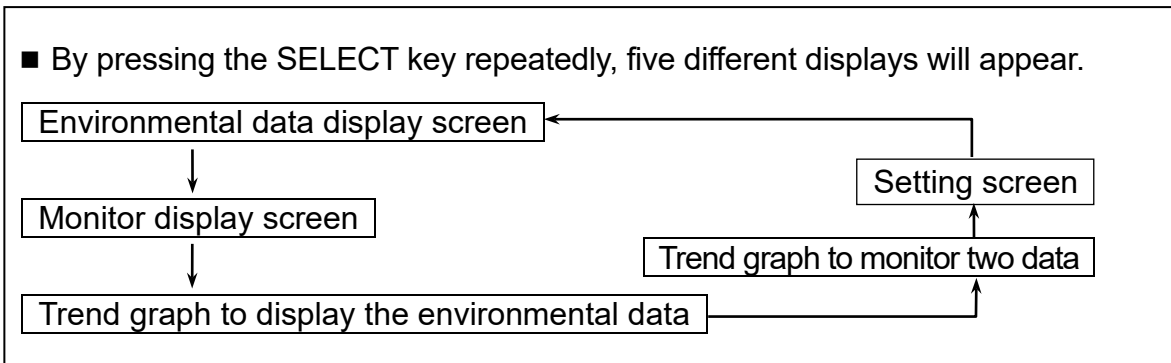 ■ By pressing the SELECT key repeatedly, five different displays will appear.
Environmental data display screen
Monitor display screen
Trend graph to display the environmental data
Trend graph to monitor two data
Setting screen